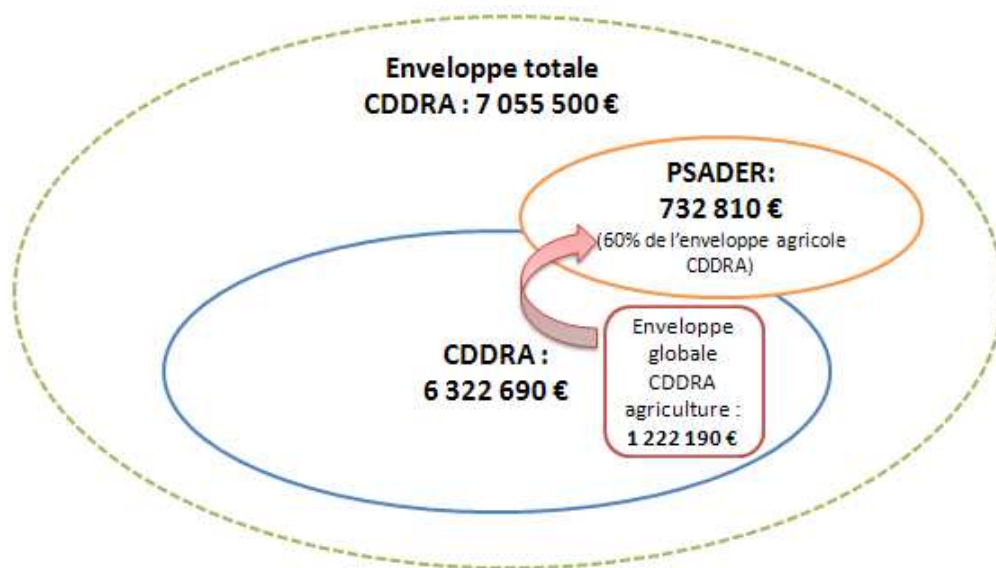 Enveloppe totale
CDDRA : 7 055 500 €
PSADER:
732 810 €
(60% de l'enveloppe agricole
CDDRA)
CDDRA :
6 322 690 €
Enveloppe
globale
CDDRA
agriculture :
1 222 190 €